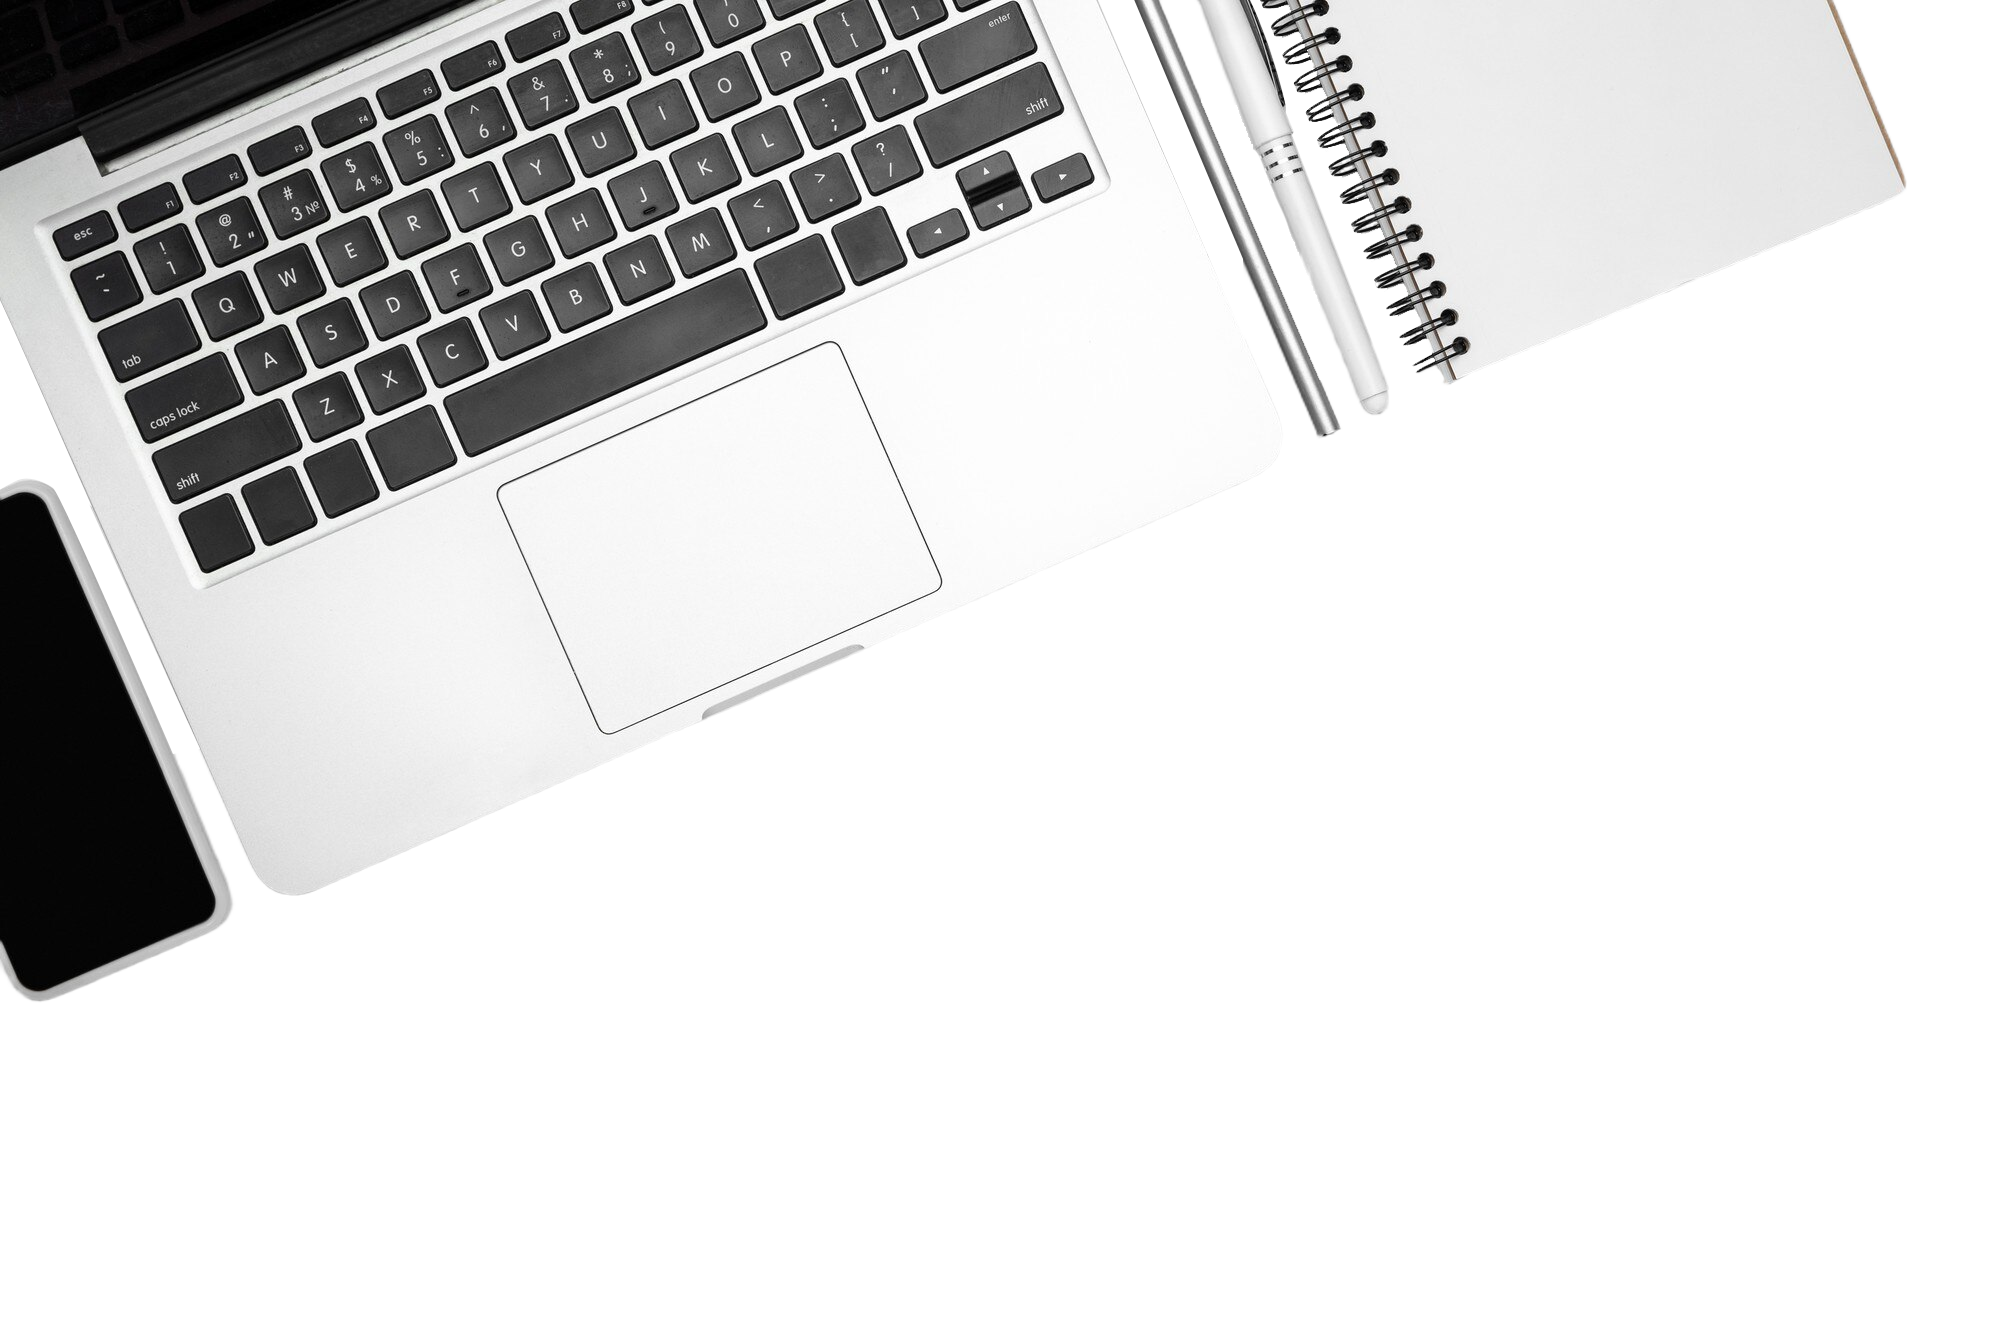 esc F1 F2 F3 F4 F5 F6 F7 F8
~ ! 1 @ 2 " # 3 № $ 4 % % 5 : ^ 6 , & 7 . * 8 ; ( 9 ) 0
tab Q W E R T Y U I O P { [ } ]
caps lock A S D F G H J K L : ; " ' enter
shift Z X C V B N M < , > . ? / shift
◄ ▲ ▼ ►